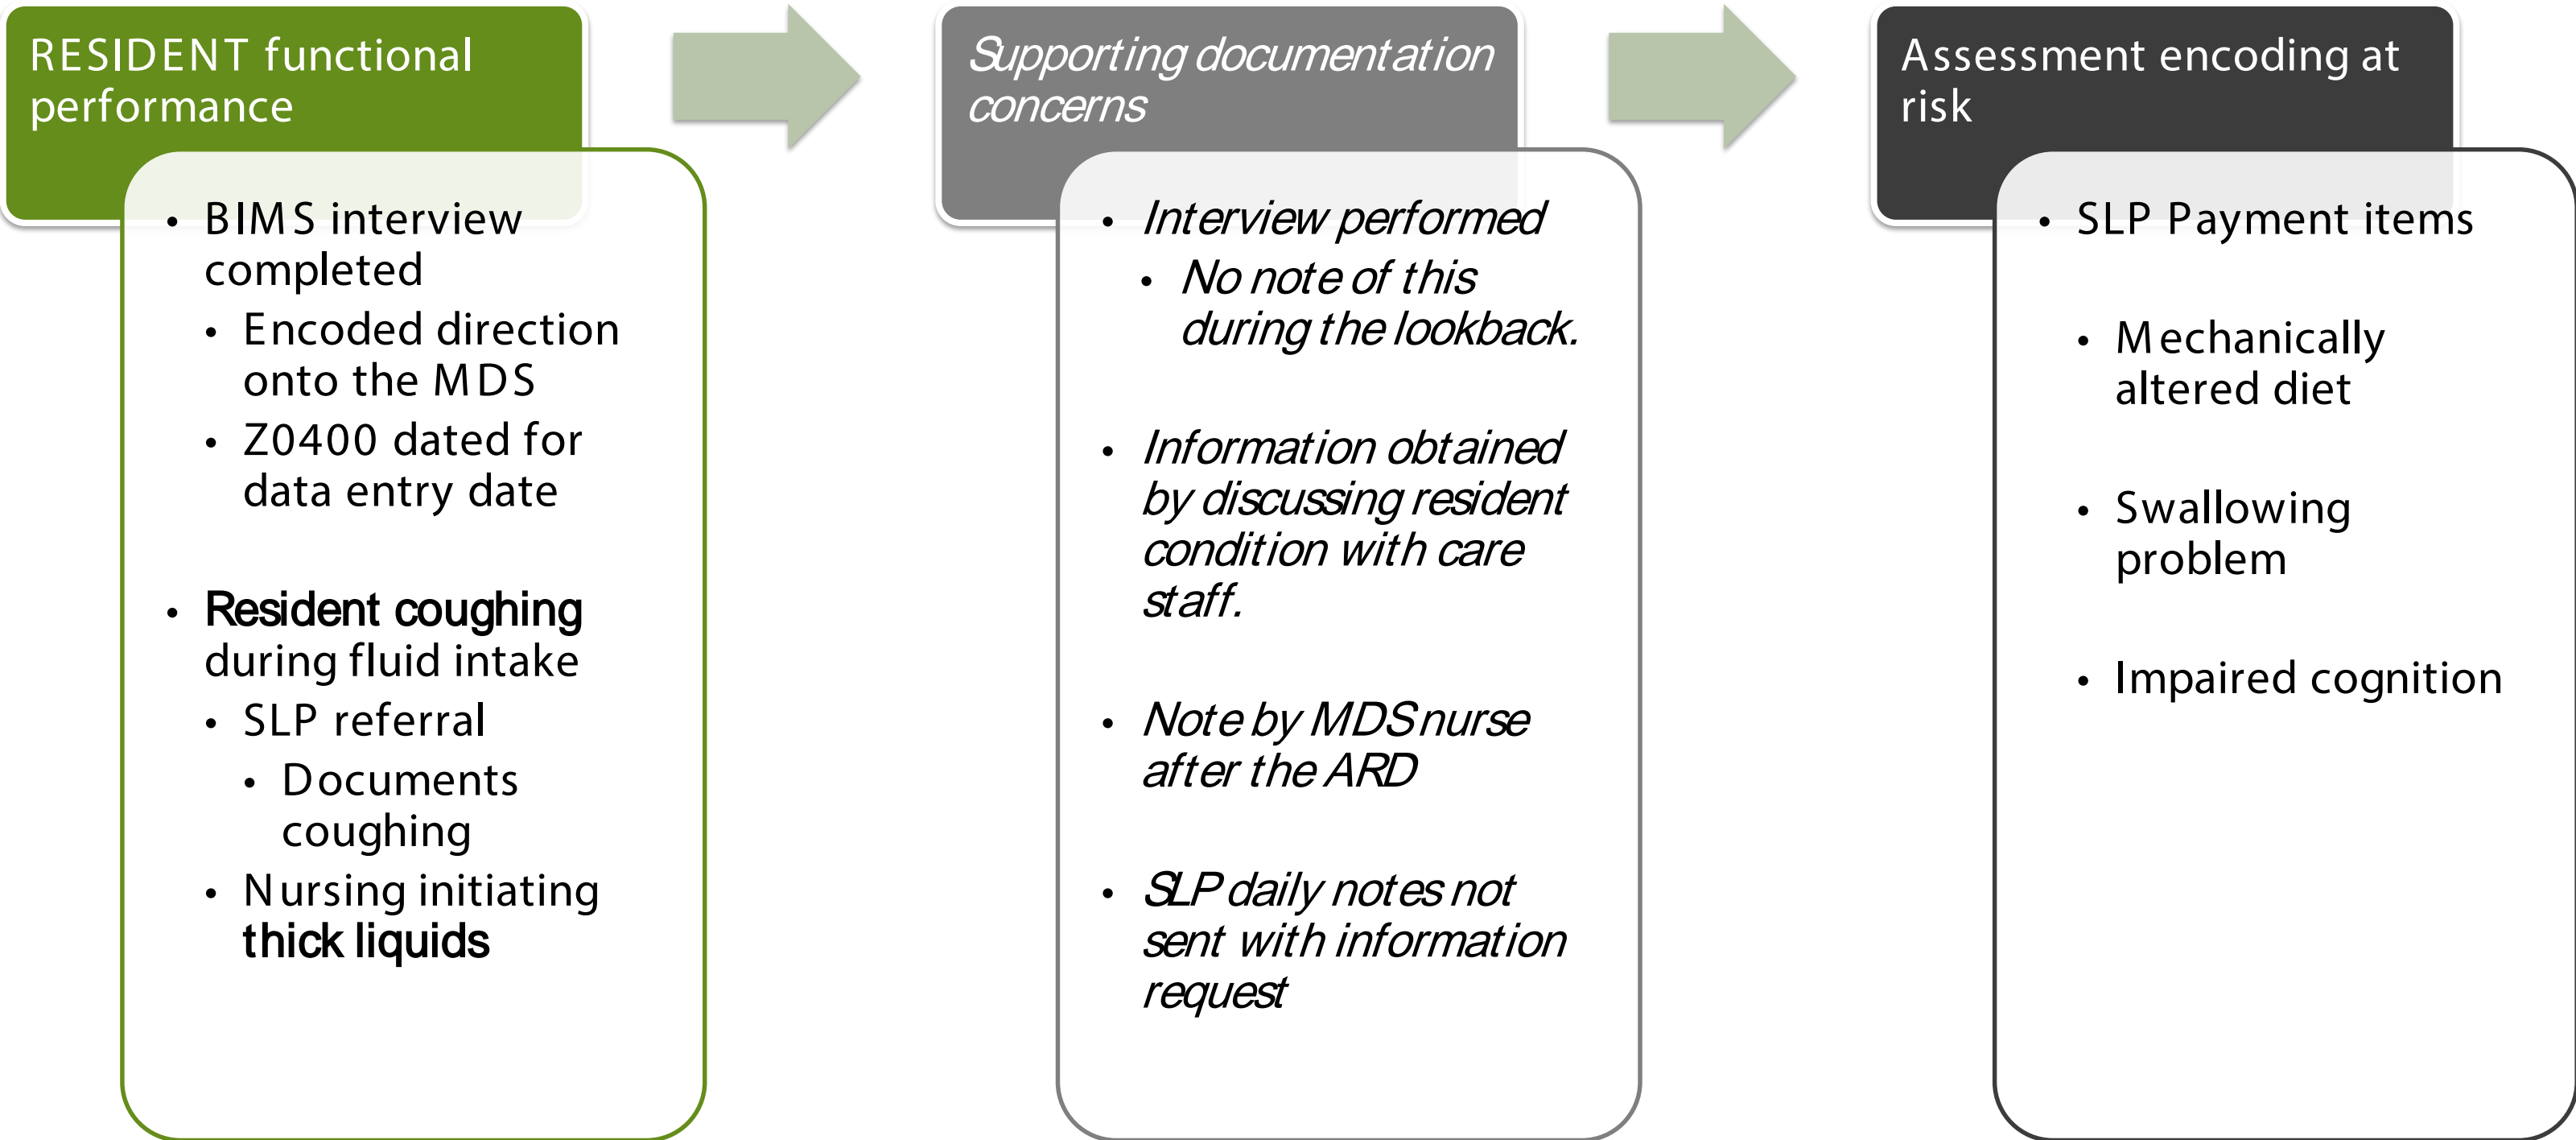 RESIDENT functional
performance
• BIMS interview
completed
• Encoded direction
onto the MDS
• Z0400 dated for
data entry date
• Resident coughing
during fluid intake
• SLP referral
• Documents
coughing
• Nursing initiating
thick liquids
Supporting documentation
concerns
• Interview performed
• No note of this
during the lookback.
• Information obtained
by discussing resident
condition with care
staff.
• Note by MDS nurse
after the ARD
• SLP daily notes not
sent with information
request
Assessment encoding at
risk
• SLP Payment items
• Mechanically
altered diet
• Swallowing
problem
• Impaired cognition